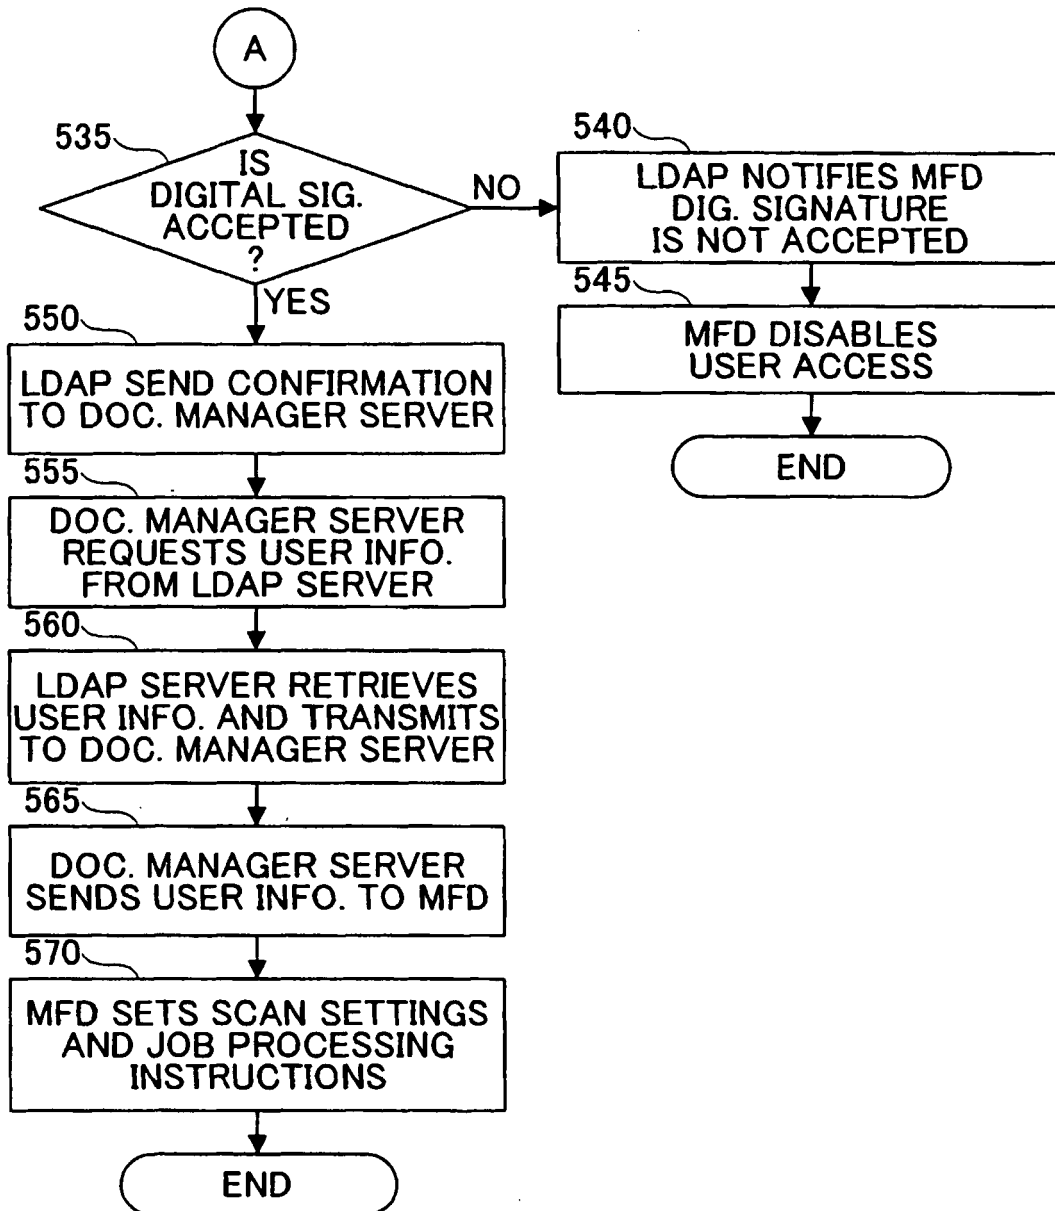 A
535
IS
DIGITAL SIG.
ACCEPTED
?
NO
YES
540
LDAP NOTIFIES MFD
DIG. SIGNATURE
IS NOT ACCEPTED
545
MFD DISABLES
USER ACCESS
END
550
LDAP SEND CONFIRMATION
TO DOC. MANAGER SERVER
555
DOC. MANAGER SERVER
REQUESTS USER INFO.
FROM LDAP SERVER
560
LDAP SERVER RETRIEVES
USER INFO. AND TRANSMITS
TO DOC. MANAGER SERVER
565
DOC. MANAGER SERVER
SENDS USER INFO. TO MFD
570
MFD SETS SCAN SETTINGS
AND JOB PROCESSING
INSTRUCTIONS
END